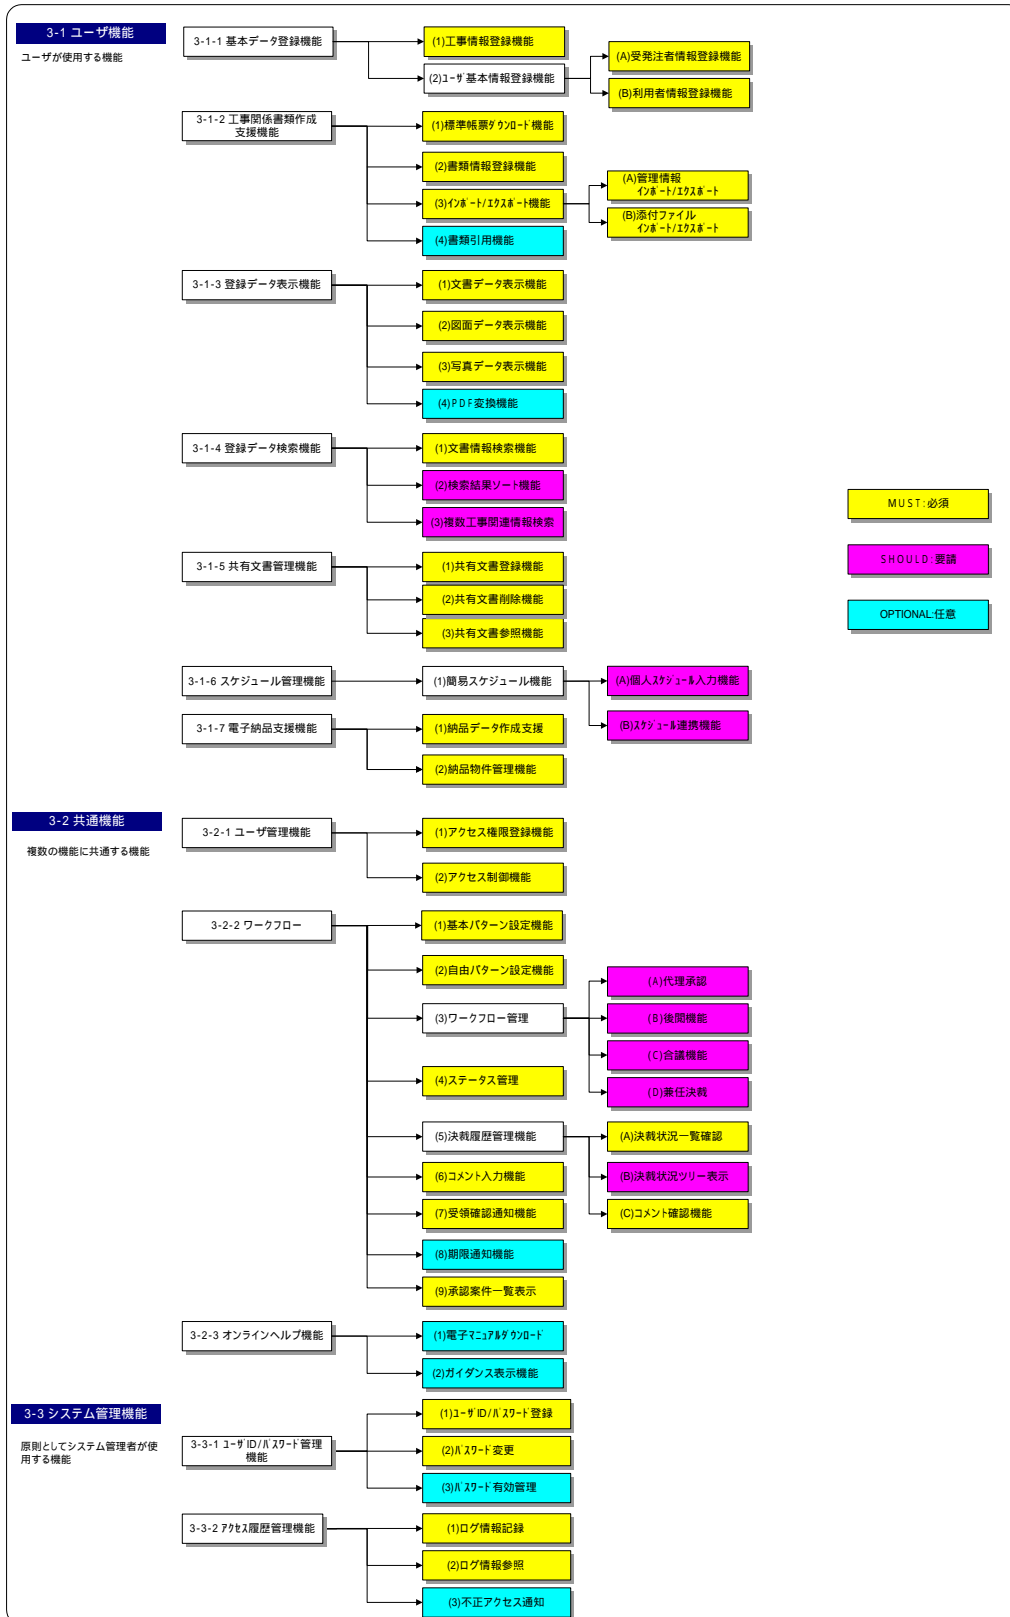 3-1 ユーザ機能
ユーザが使用する機能
3-1-1 基本データ登録機能
(1)工事情報登録機能
(2)ﾕｰｻﾞ基本情報登録機能
(A)受発注者情報登録機能
(B)利用者情報登録機能
3-1-2 工事関係書類作成
支援機能
(1)標準帳票ﾀﾞｳﾝﾛｰﾄﾞ機能
(2)書類情報登録機能
(3)ｲﾝﾎﾟｰﾄ/ｴｸｽﾎﾟｰﾄ機能
(A)管理情報
ｲﾝﾎﾟｰﾄ/ｴｸｽﾎﾟｰﾄ
(B)添付ファイル
ｲﾝﾎﾟｰﾄ/ｴｸｽﾎﾟｰﾄ
(4)書類引用機能
3-1-3 登録データ表示機能
(1)文書データ表示機能
(2)図面データ表示機能
(3)写真データ表示機能
(4)PDF変換機能
3-1-4 登録データ検索機能
(1)文書情報検索機能
(2)検索結果ソート機能
(3)複数工事関連情報検索
MUST:必須
SHOULD:要請
OPTIONAL:任意
3-1-5 共有文書管理機能
(1)共有文書登録機能
(2)共有文書削除機能
(3)共有文書参照機能
3-1-6 スケジュール管理機能
(1)簡易スケジュール機能
(A)個人ｽｹｼﾞｭｰﾙ入力機能
(B)ｽｹｼﾞｭｰﾙ連携機能
3-1-7 電子納品支援機能
(1)納品データ作成支援
(2)納品物件管理機能
3-2 共通機能
複数の機能に共通する機能
3-2-1 ユーザ管理機能
(1)アクセス権限登録機能
(2)アクセス制御機能
3-2-2 ワークフロー
(1)基本パターン設定機能
(2)自由パターン設定機能
(3)ワークフロー管理
(A)代理承認
(B)後閲機能
(C)合議機能
(D)兼任決裁
(4)ステータス管理
(5)決裁履歴管理機能
(A)決裁状況一覧確認
(B)決裁状況ツリー表示
(C)コメント確認機能
(6)コメント入力機能
(7)受領確認通知機能
(8)期限通知機能
(9)承認案件一覧表示
3-2-3 オンラインヘルプ機能
(1)電子ﾏﾆｭｱﾙﾀﾞｳﾝﾛｰﾄﾞ
(2)ガイダンス表示機能
3-3 システム管理機能
原則としてシステム管理者が使
用する機能
3-3-1 ﾕｰｻﾞID/ﾊﾟｽﾜｰﾄﾞ管理
機能
(1)ﾕｰｻﾞID/ﾊﾟｽﾜｰﾄﾞ登録
(2)ﾊﾟｽﾜｰﾄﾞ変更
(3)ﾊﾟｽﾜｰﾄﾞ有効管理
3-3-2 ｱｸｾｽ履歴管理機能
(1)ログ情報記録
(2)ログ情報参照
(3)不正アクセス通知